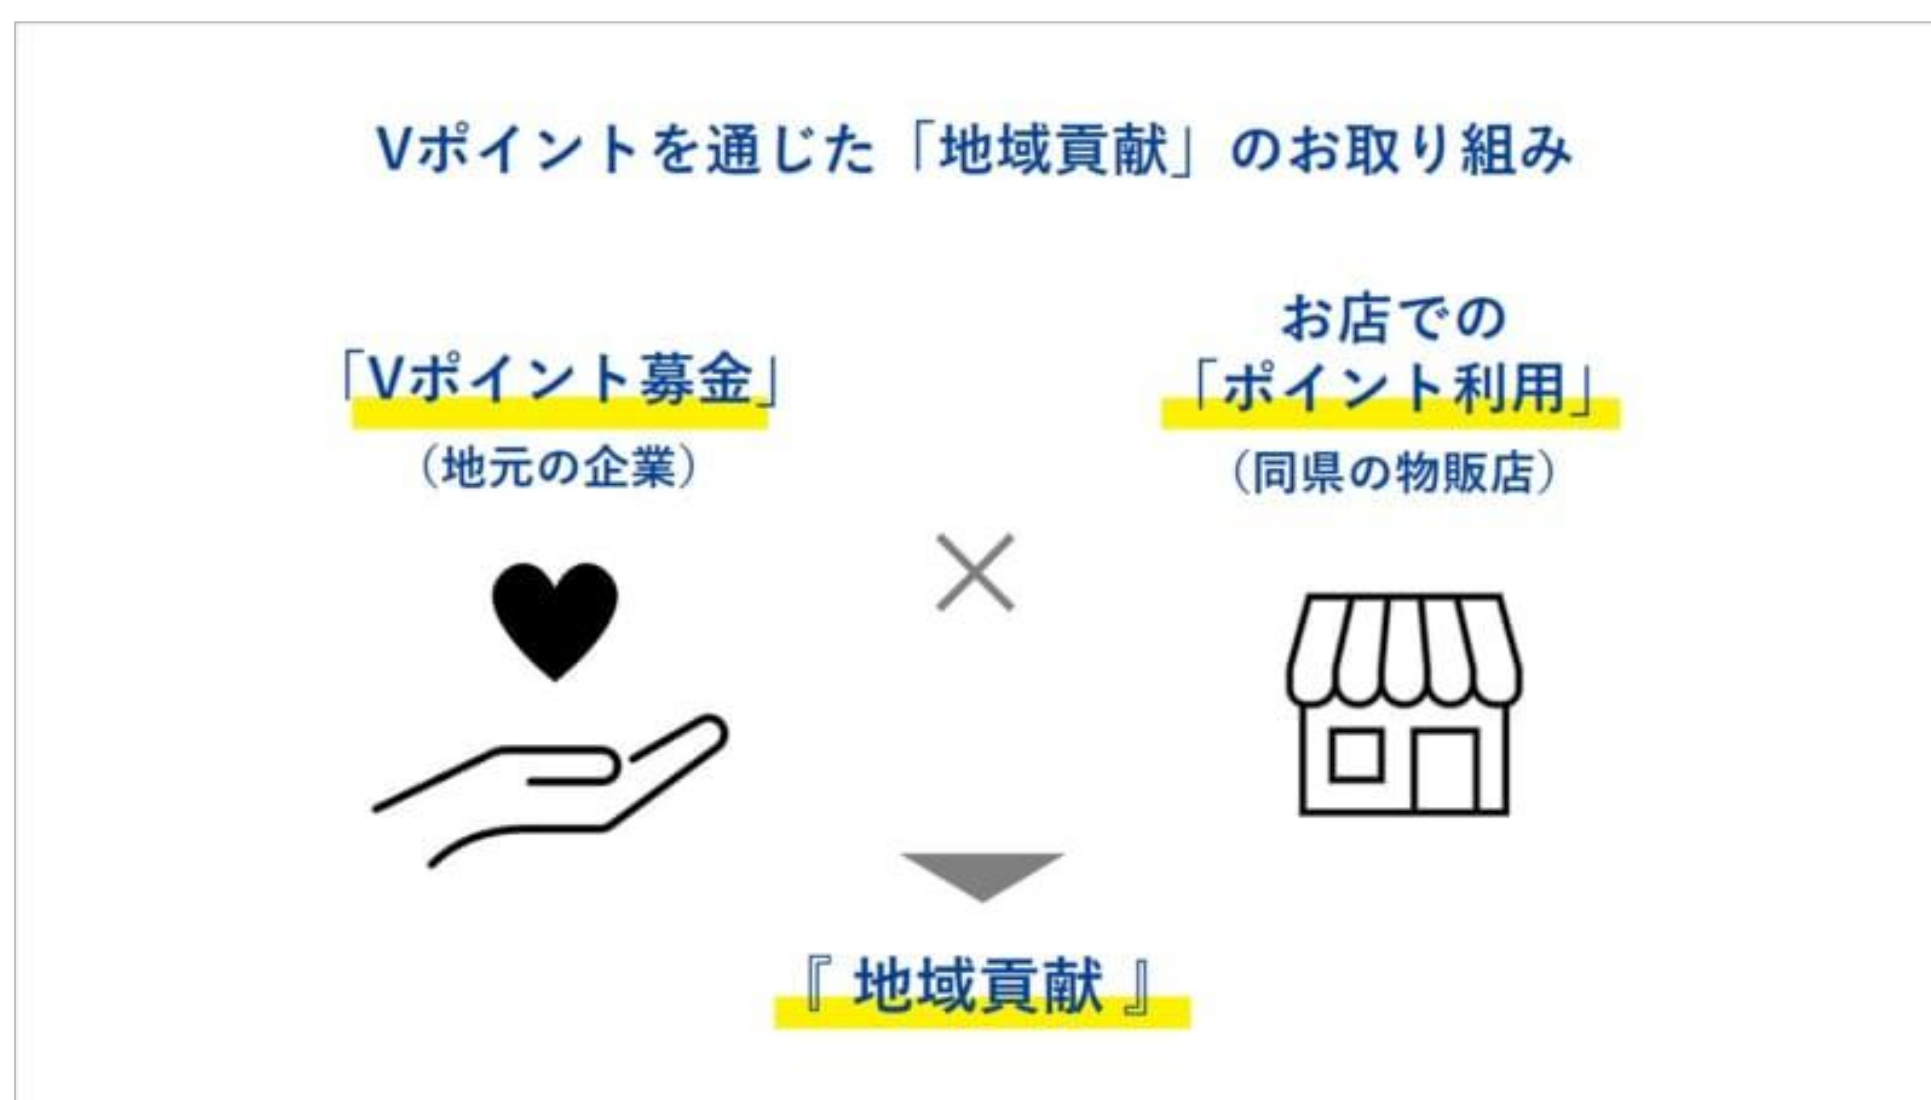 Vポイントを通じた「地域貢献」のお取り組み
「Vポイント募金」
（地元の企業）
お店での
「ポイント利用」
（同県の物販店）
『 地域貢献 』